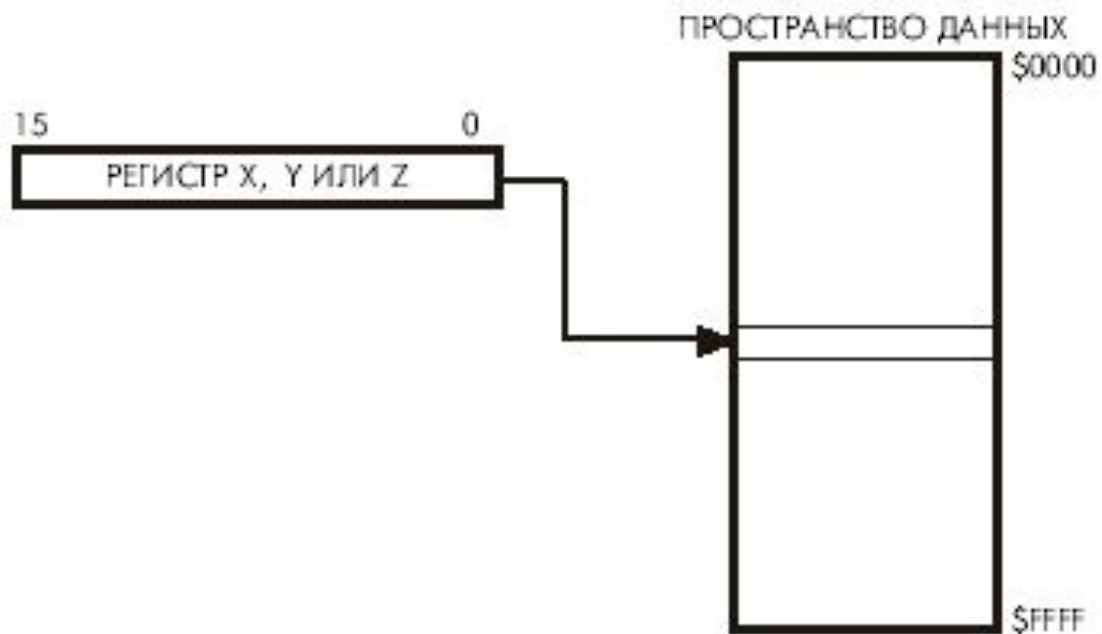 ПРОСТРАНСТВО ДАННЫХ
$0000
15 0
РЕГИСТР X, Y ИЛИ Z
$FFFF